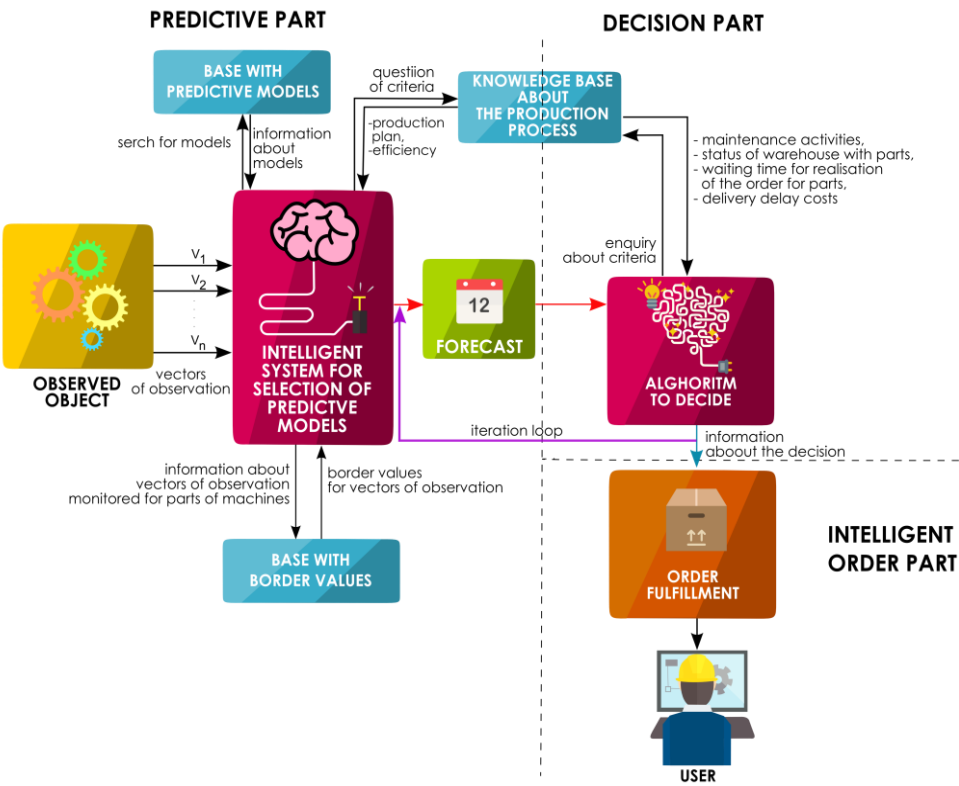 PREDICTIVE PART
DECISION PART
BASE WITH
PREDICTIVE MODELS
questiion
of criteria
KNOWLEDGE BASE
ABOUT
THE PRODUCTION
PROCESS
serch for models
information
about
models
-production
plan,
-efficiency
- maintenance activities,
- status of warehouse with parts,
- waiting time for realisation
of the order for parts,
- delivery delay costs
enquiry
about criteria
V1
V2
Vn
vectors
of observation
OBSERVED
OBJECT
INTELLIGENT
SYSTEM FOR
SELECTION OF
PREDICTVE
MODELS
12
FORECAST
ALGHORITM
TO DECIDE
iteration loop
information
aboout the decision
information about
vectors of observation
monitored for parts of machines
border values
for vectors of observation
BASE WITH
BORDER VALUES
ORDER
FULFILLMENT
INTELLIGENT
ORDER PART
USER